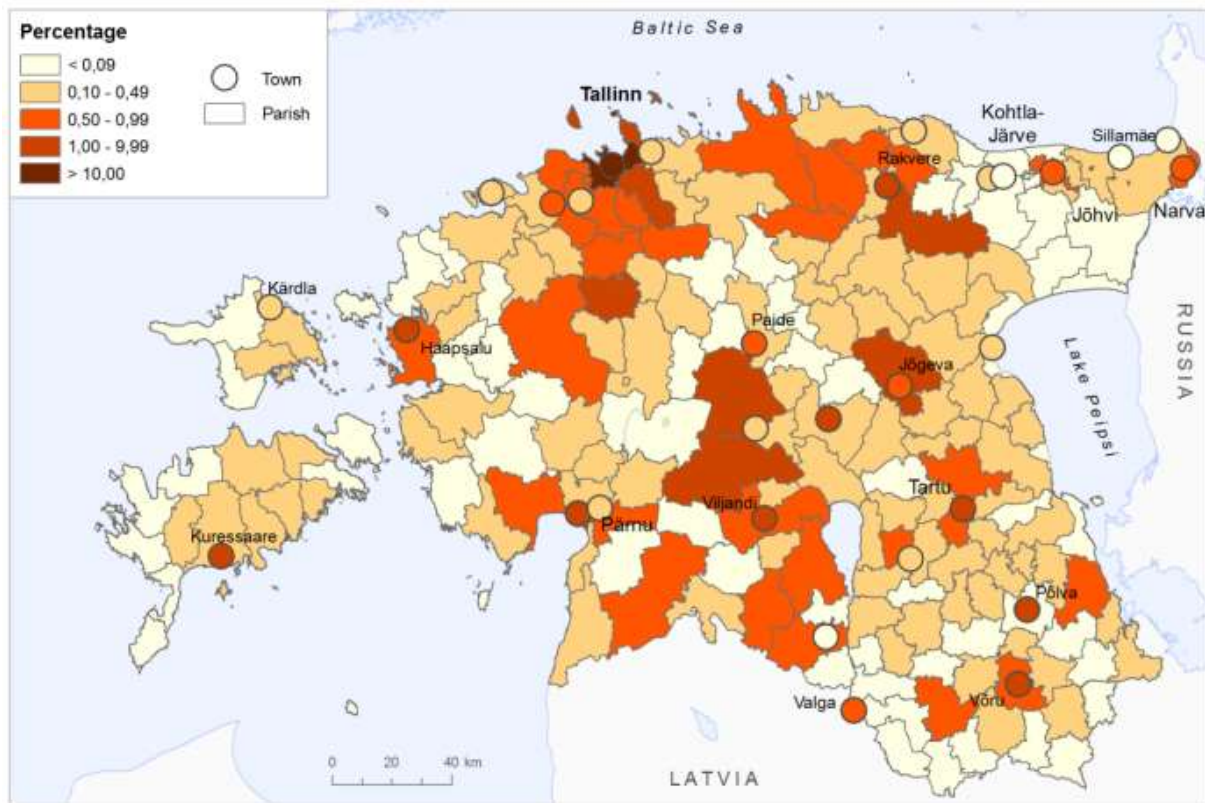 Percentage
< 0,09
0,10 - 0,49
0,50 - 0,99
1,00 - 9,99
> 10,00
Town
Parish
Baltic Sea
Tallinn
Kohtla-
Järve
Sillamäe
Rakvere
Jõhvi
Narva
Kärdla
Haapsalu
Paide
Jõgeva
Lake Peipsi
RUSSIA
Tartu
Kuressaare
Pärnu
Viljandi
Põlva
Valga
Võru
0
20
40 km
LATVIA